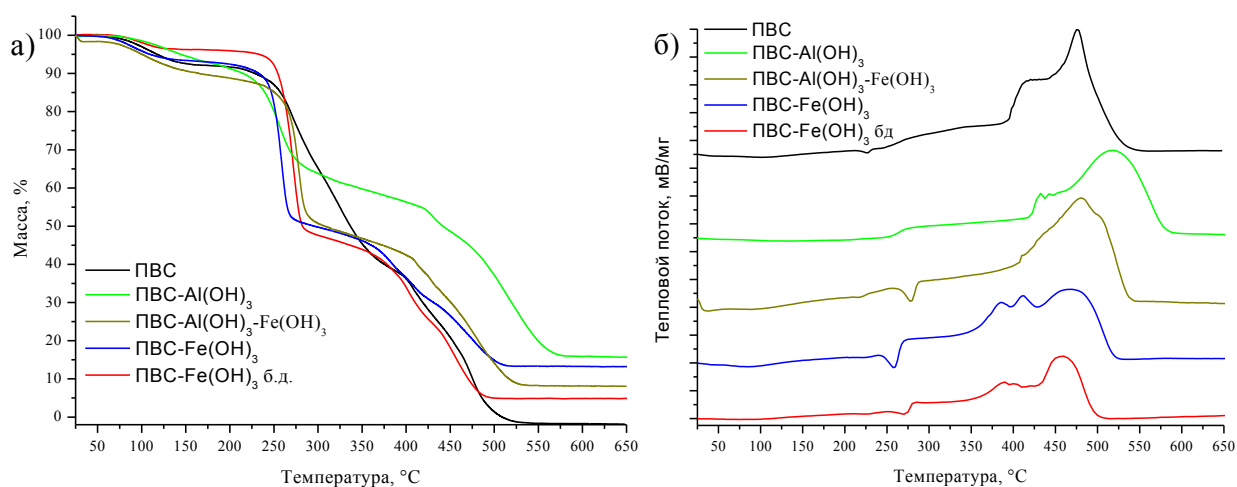 а)
Масса, %
100
90
80
70
60
50
40
30
20
10
0
ПВС
ПВС-Al(OH)₃
ПВС-Al(OH)₃-Fe(OH)₃
ПВС-Fe(OH)₃
ПВС-Fe(OH)₃ б.д.
50 100 150 200 250 300 350 400 450 500 550 600 650
Температура, °C
б)
Тепловой поток, мВ/мг
ПВС
ПВС-Al(OH)₃
ПВС-Al(OH)₃-Fe(OH)₃
ПВС-Fe(OH)₃
ПВС-Fe(OH)₃ бд
50 100 150 200 250 300 350 400 450 500 550 600 650
Температура, °C